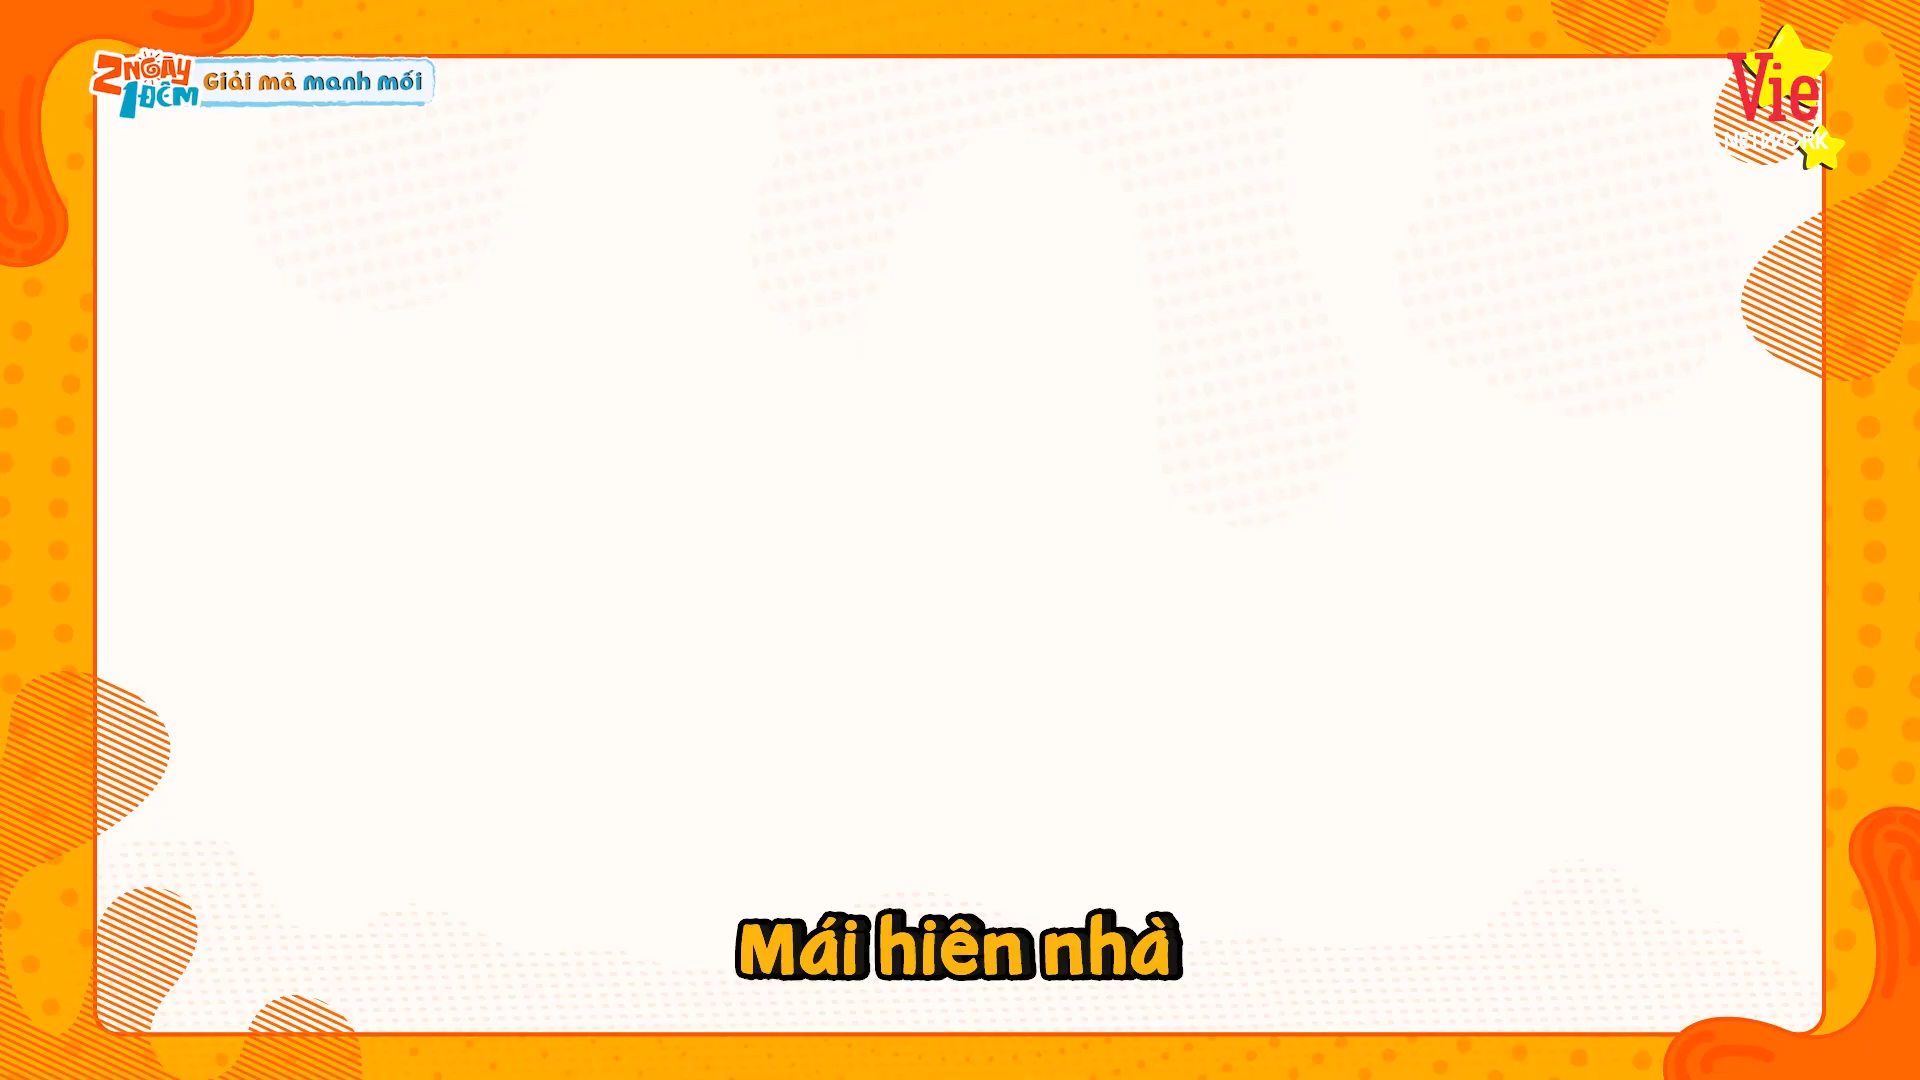 2 NGÀY
1 ĐÊM
Giải mã manh mối
Vie
NETWORK
Mái hiên nhà